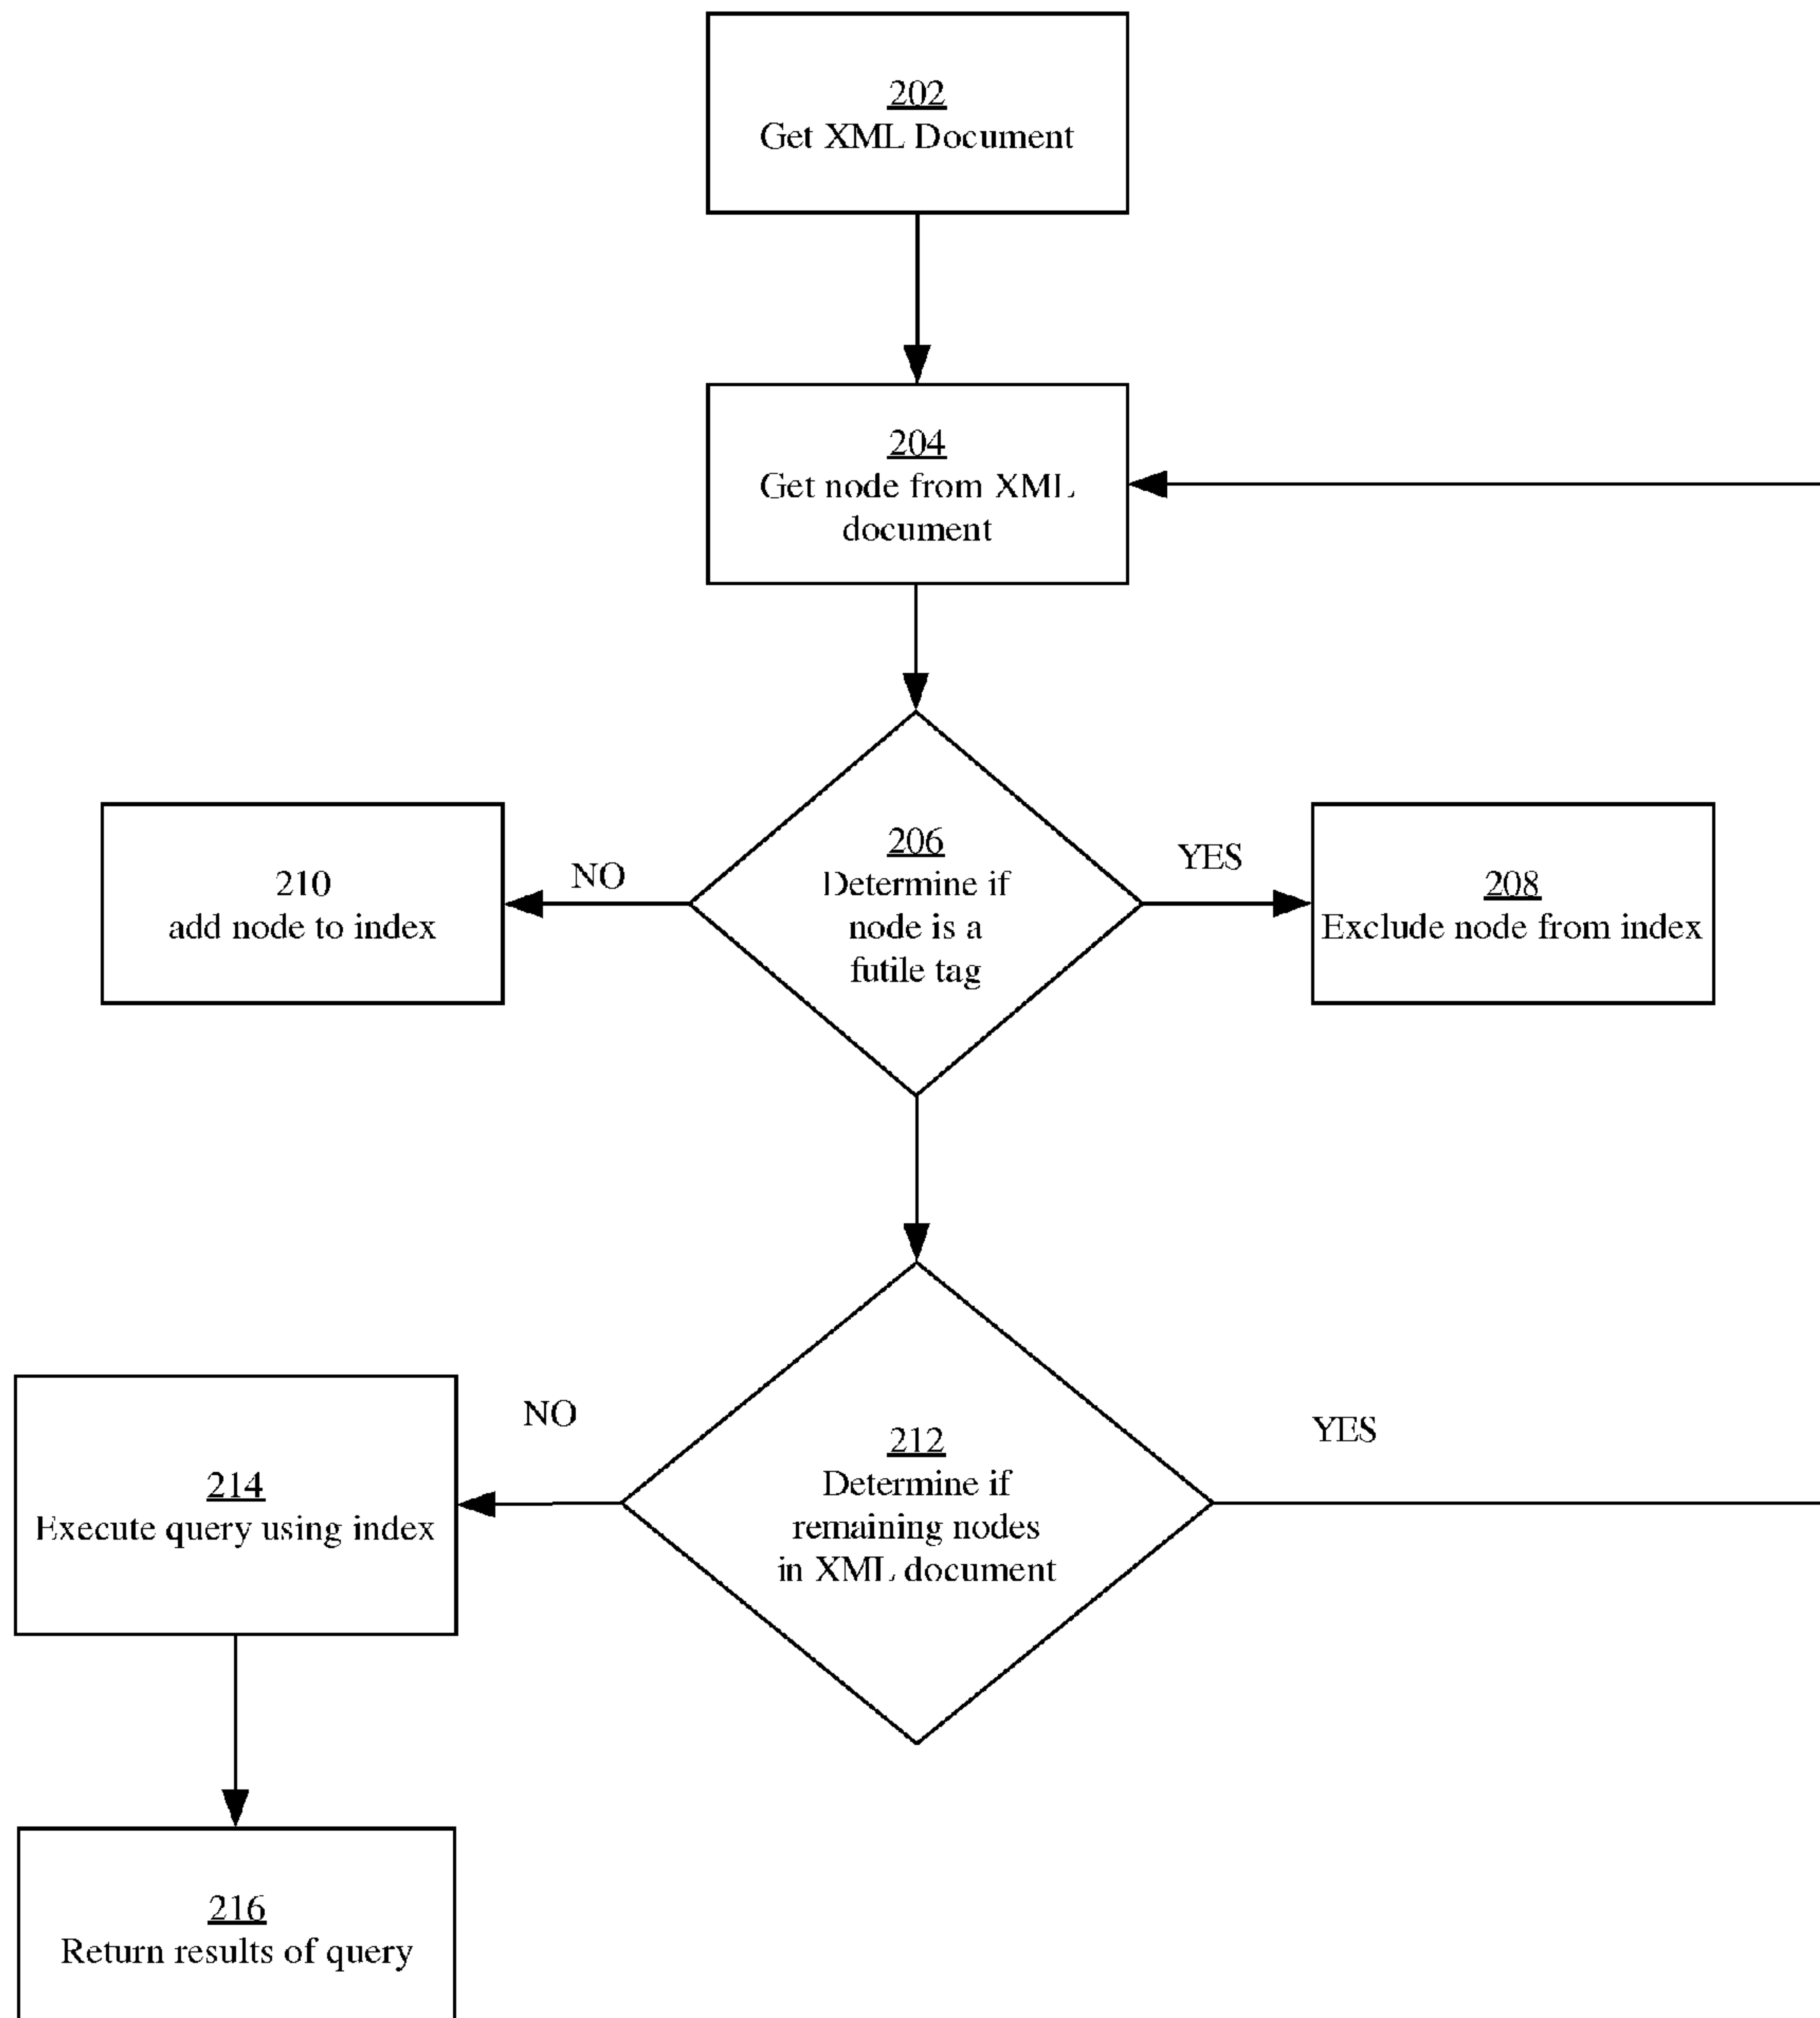 202
Get XML Document
204
Get node from XML
document
206
Determine if
node is a
futile tag
NO
YES
210
add node to index
208
Exclude node from index
212
Determine if
remaining nodes
in XML document
NO
YES
214
Execute query using index
216
Return results of query